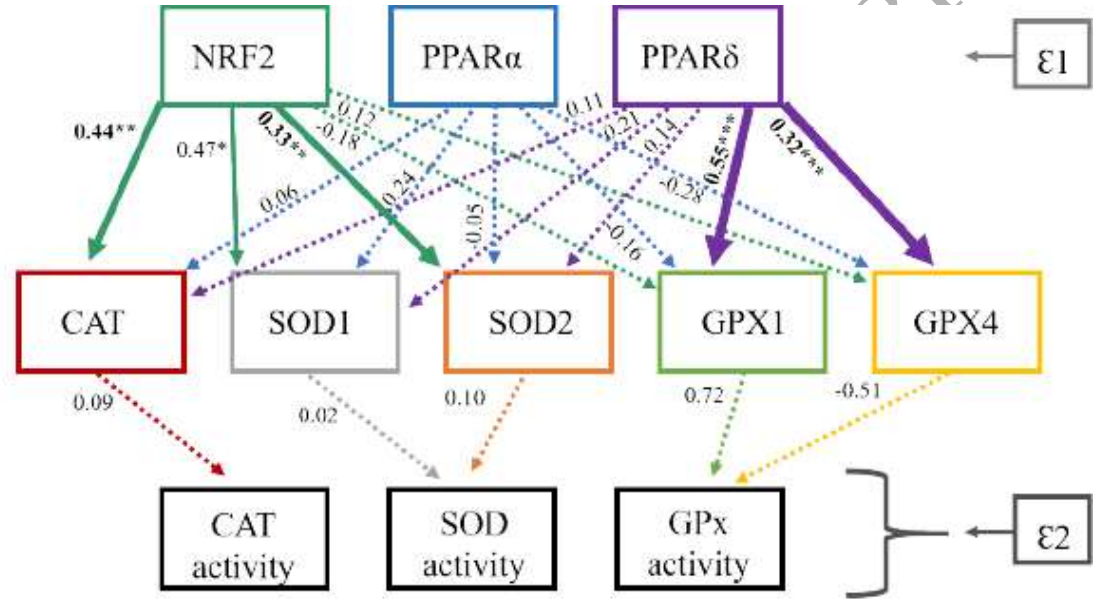 NRF2
PPARα
PPARδ
Ɛ1
0.44**
0.47*
0.33**
0.12
-0.18
0.11
0.21
0.14
0.55***
0.32***
0.06
0.24
-0.05
-0.16
-0.28
CAT
SOD1
SOD2
GPX1
GPX4
0.09
0.02
0.10
0.72
-0.51
CAT
activity
SOD
activity
GPx
activity
Ɛ2